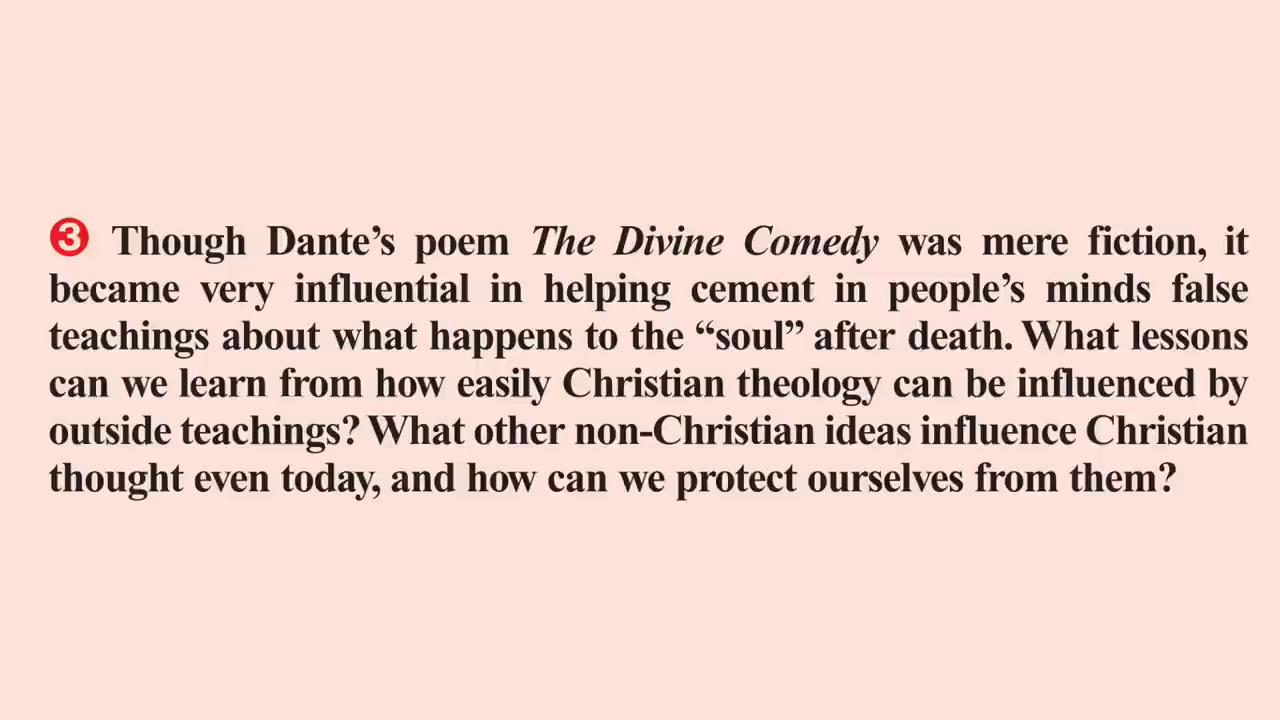 ❸ Though Dante’s poem The Divine Comedy was mere fiction, it
became very influential in helping cement in people’s minds false
teachings about what happens to the “soul” after death. What lessons
can we learn from how easily Christian theology can be influenced by
outside teachings? What other non-Christian ideas influence Christian
thought even today, and how can we protect ourselves from them?